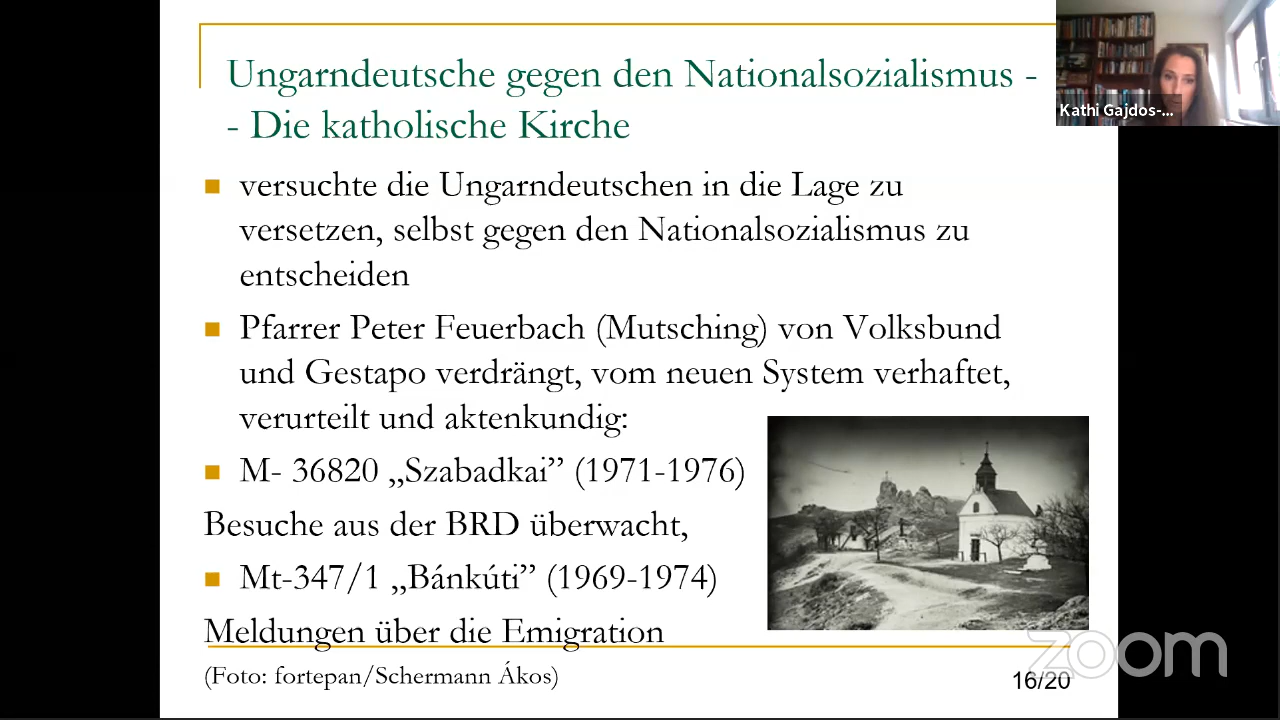 Ungarndeutsche gegen den Nationalsozialismus -
- Die katholische Kirche
Kathi Gajdos-...
versuchte die Ungarndeutschen in die Lage zu
versetzen, selbst gegen den Nationalsozialismus zu
entscheiden
Pfarrer Peter Feuerbach (Mutsching) von Volksbund
und Gestapo verdrängt, vom neuen System verhaftet,
verurteilt und aktenkundig:
M- 36820 „Szabadkai” (1971-1976)
Besuche aus der BRD überwacht,
Mt-347/1 „Bánkúti” (1969-1974)
Meldungen über die Emigration
(Foto: fortepan/Schermann Ákos)
16/20
zoom